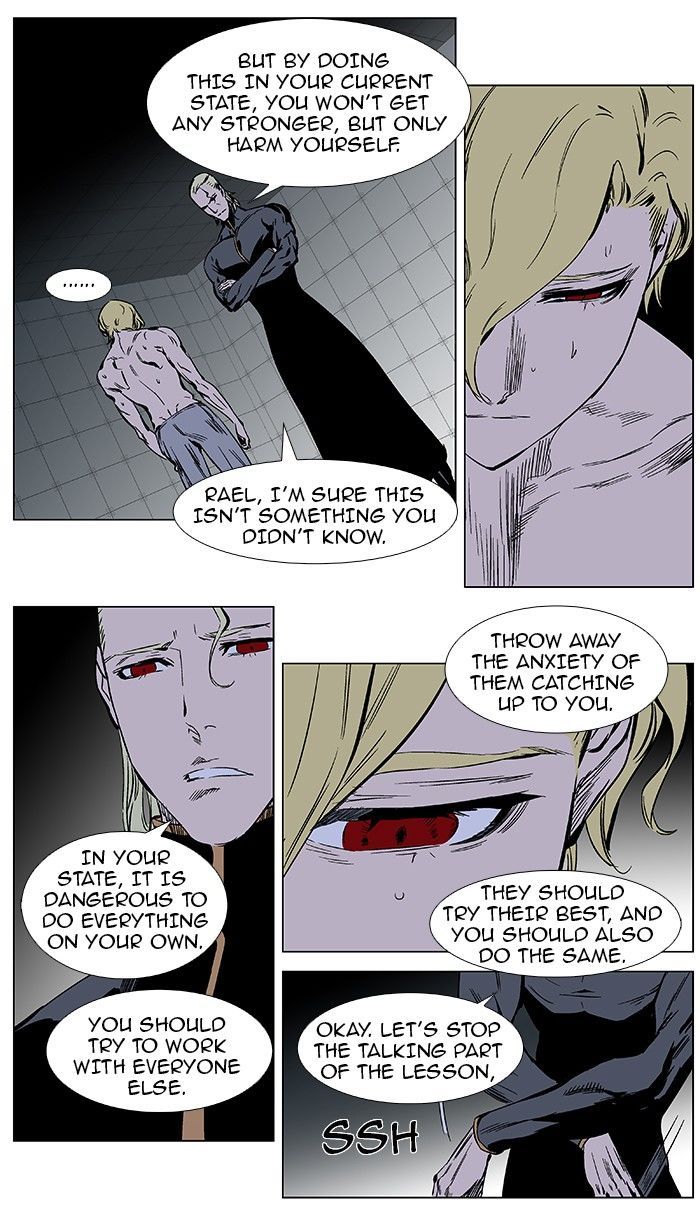 BUT BY DOING
THIS IN YOUR CURRENT
STATE, YOU WON'T GET
ANY STRONGER, BUT ONLY
HARM YOURSELF.
......
RAEL, I'M SURE THIS
ISN'T SOMETHING YOU
DIDN'T KNOW.
IN YOUR
STATE, IT IS
DANGEROUS TO
DO EVERYTHING
ON YOUR OWN.
YOU SHOULD
TRY TO WORK
WITH EVERYONE
ELSE.
THROW AWAY
THE ANXIETY OF
THEM CATCHING
UP TO YOU.
THEY SHOULD
TRY THEIR BEST, AND
YOU SHOULD ALSO
DO THE SAME.
OKAY. LET'S STOP
THE TALKING PART
OF THE LESSON,
SSH